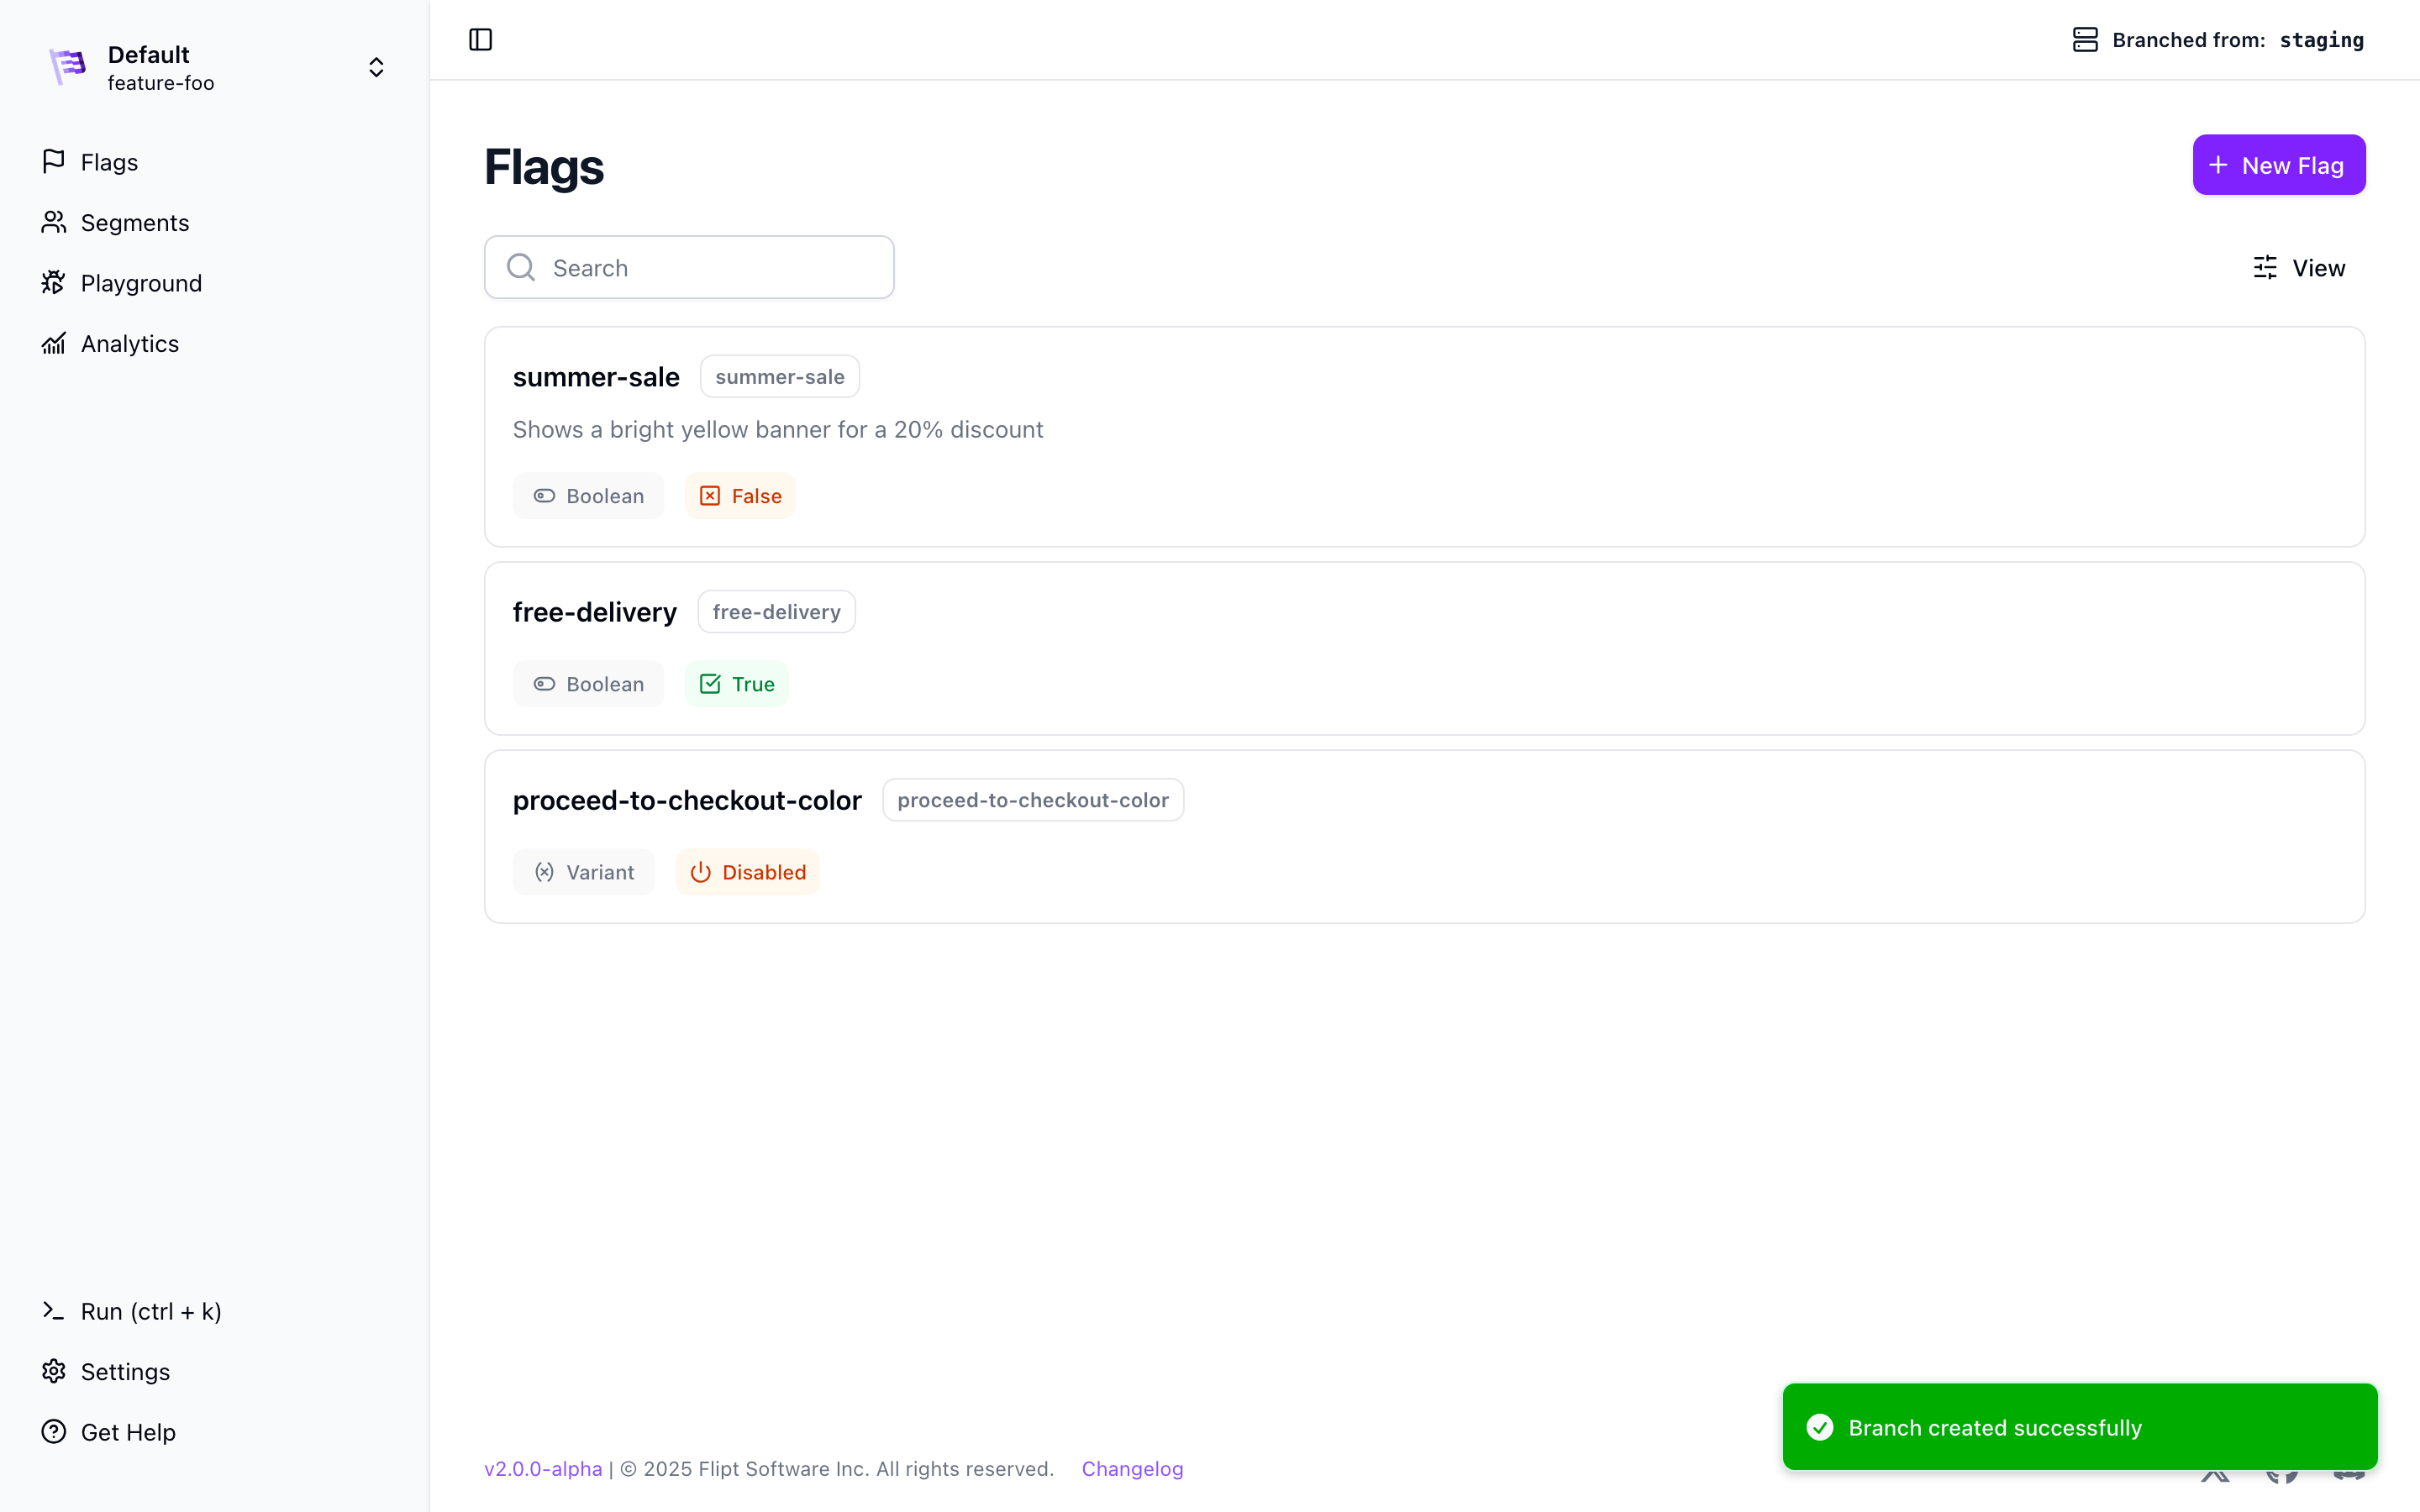 Default
feature-foo
Flags
Segments
Playground
Analytics
Run (ctrl + k)
Settings
Get Help
Branched from: staging
Flags
New Flag
Search
View
summer-sale summer-sale
Shows a bright yellow banner for a 20% discount
Boolean False
free-delivery free-delivery
Boolean True
proceed-to-checkout-color proceed-to-checkout-color
Variant Disabled
Branch created successfully
v2.0.0-alpha | © 2025 Flipt Software Inc. All rights reserved. Changelog